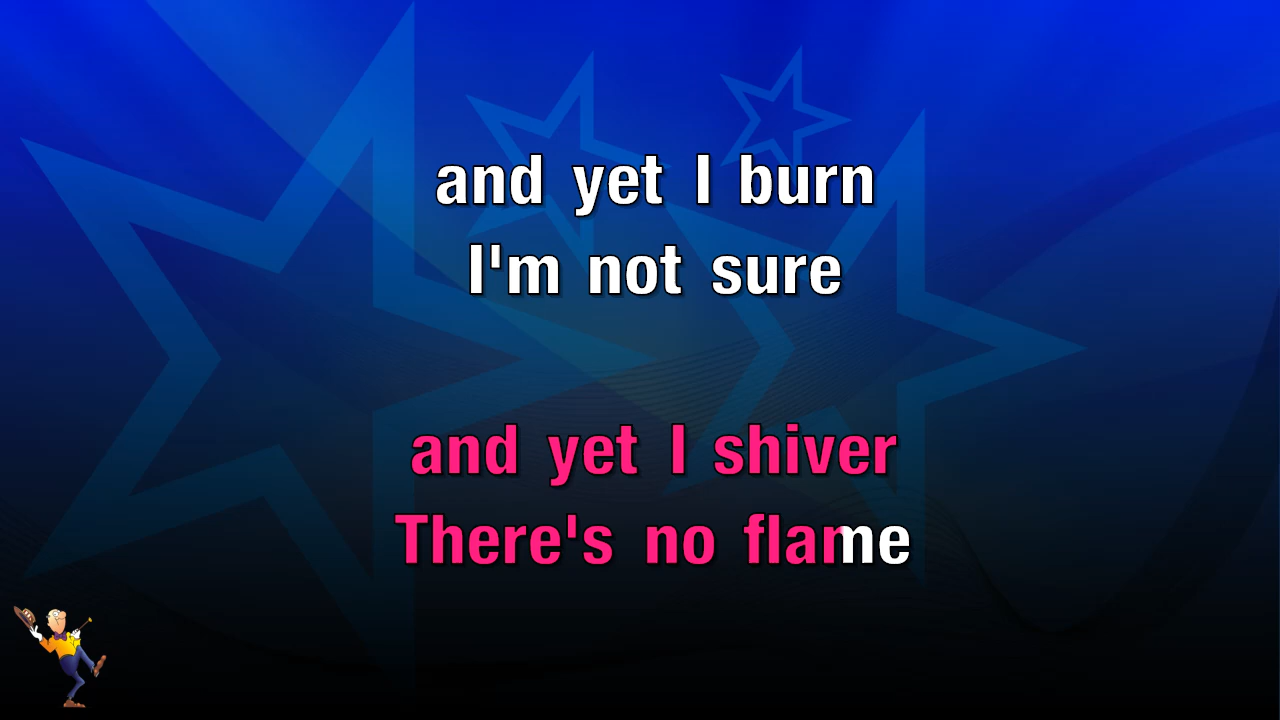 and yet I burn
I'm not sure
and yet I shiver
There's no flame